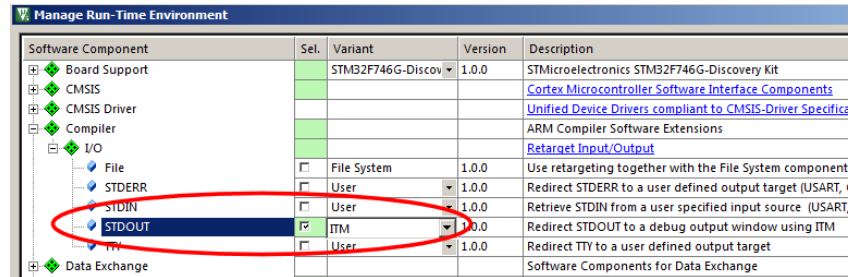 Manage Run-Time Environment
Software Component Sel. Variant Version Description
Board Support STM32F746G-Discov 1.0.0 STMicroelectronics STM32F746G-Discovery Kit
CMSIS Cortex Microcontroller Software Interface Components
CMSIS Driver Unified Device Drivers compliant to CMSIS-Driver Specifica
Compiler ARM Compiler Software Extensions
I/O Retarget Input/Output
File File System 1.0.0 Use retargeting together with the File System component
STDERR User 1.0.0 Redirect STDERR to a user defined output target (USART,
STDIN User 1.0.0 Retrieve STDIN from a user specified input source (USART,
STDOUT ITM 1.0.0 Redirect STDOUT to a debug output window using ITM
TTY User 1.0.0 Redirect TTY to a user defined output target
Data Exchange Software Components for Data Exchange